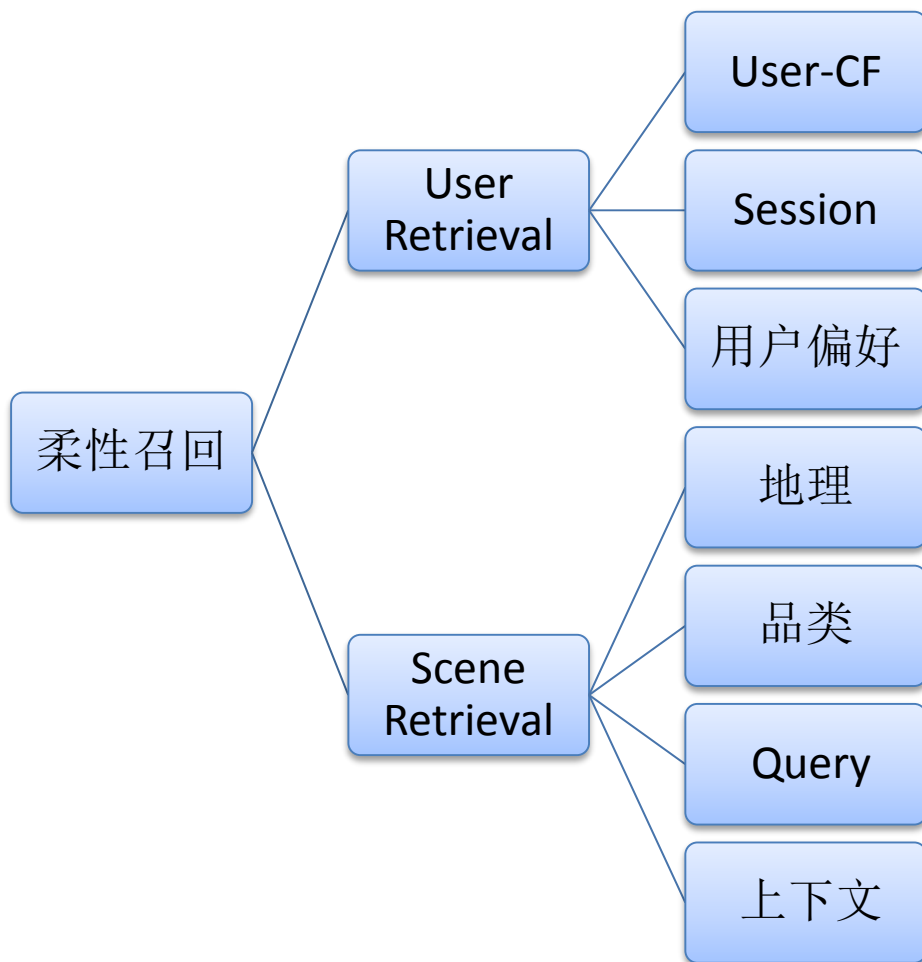 柔性召回
User
Retrieval
User-CF
Session
用户偏好
Scene
Retrieval
地理
品类
Query
上下文